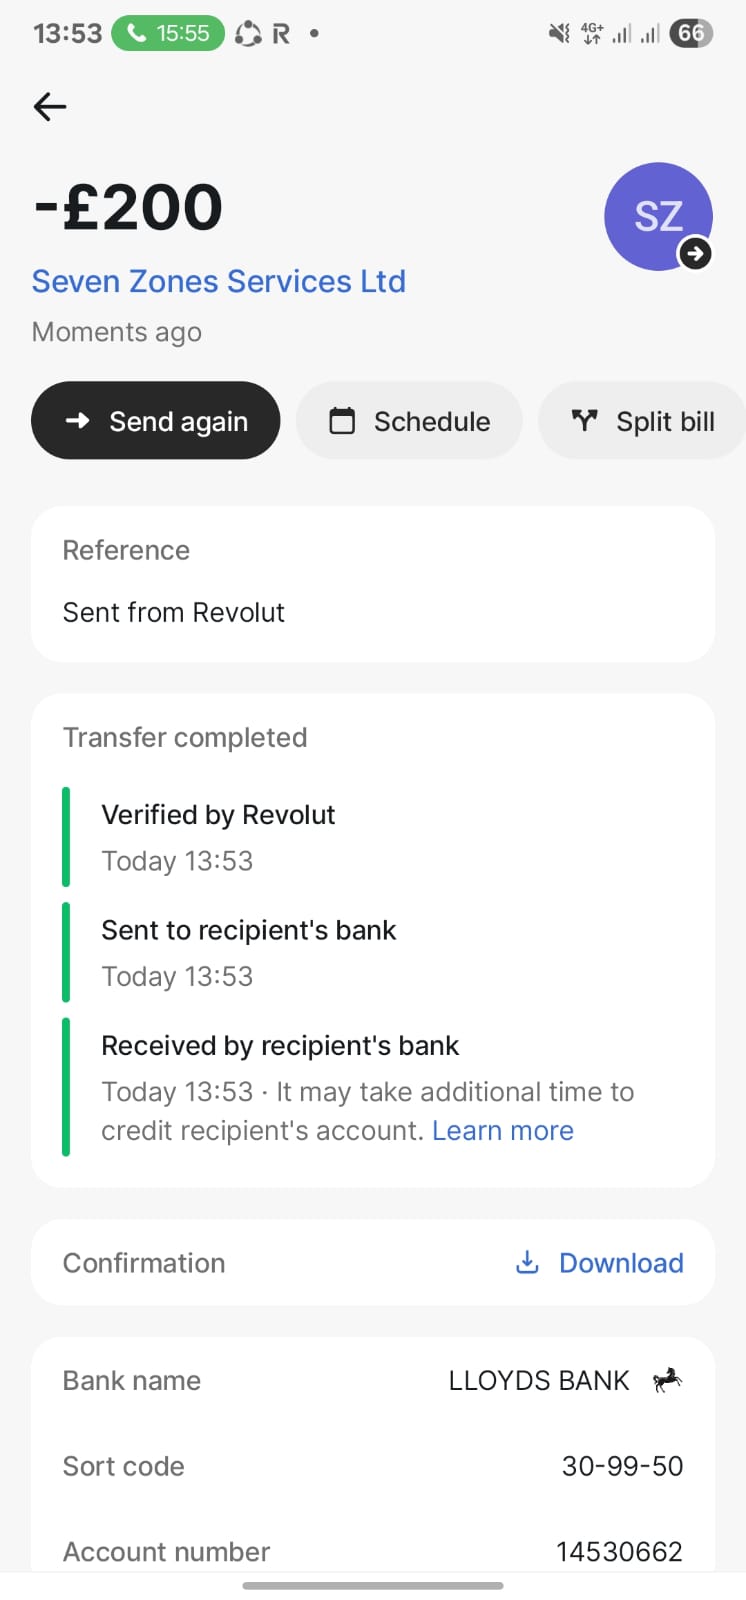 13:53 15:55 R 4G+ 66
-£200
SZ
Seven Zones Services Ltd
Moments ago
Send again Schedule Split bill
Reference
Sent from Revolut
Transfer completed
Verified by Revolut
Today 13:53
Sent to recipient's bank
Today 13:53
Received by recipient's bank
Today 13:53 · It may take additional time to
credit recipient's account. Learn more
Confirmation Download
Bank name LLOYDS BANK
Sort code 30-99-50
Account number 14530662